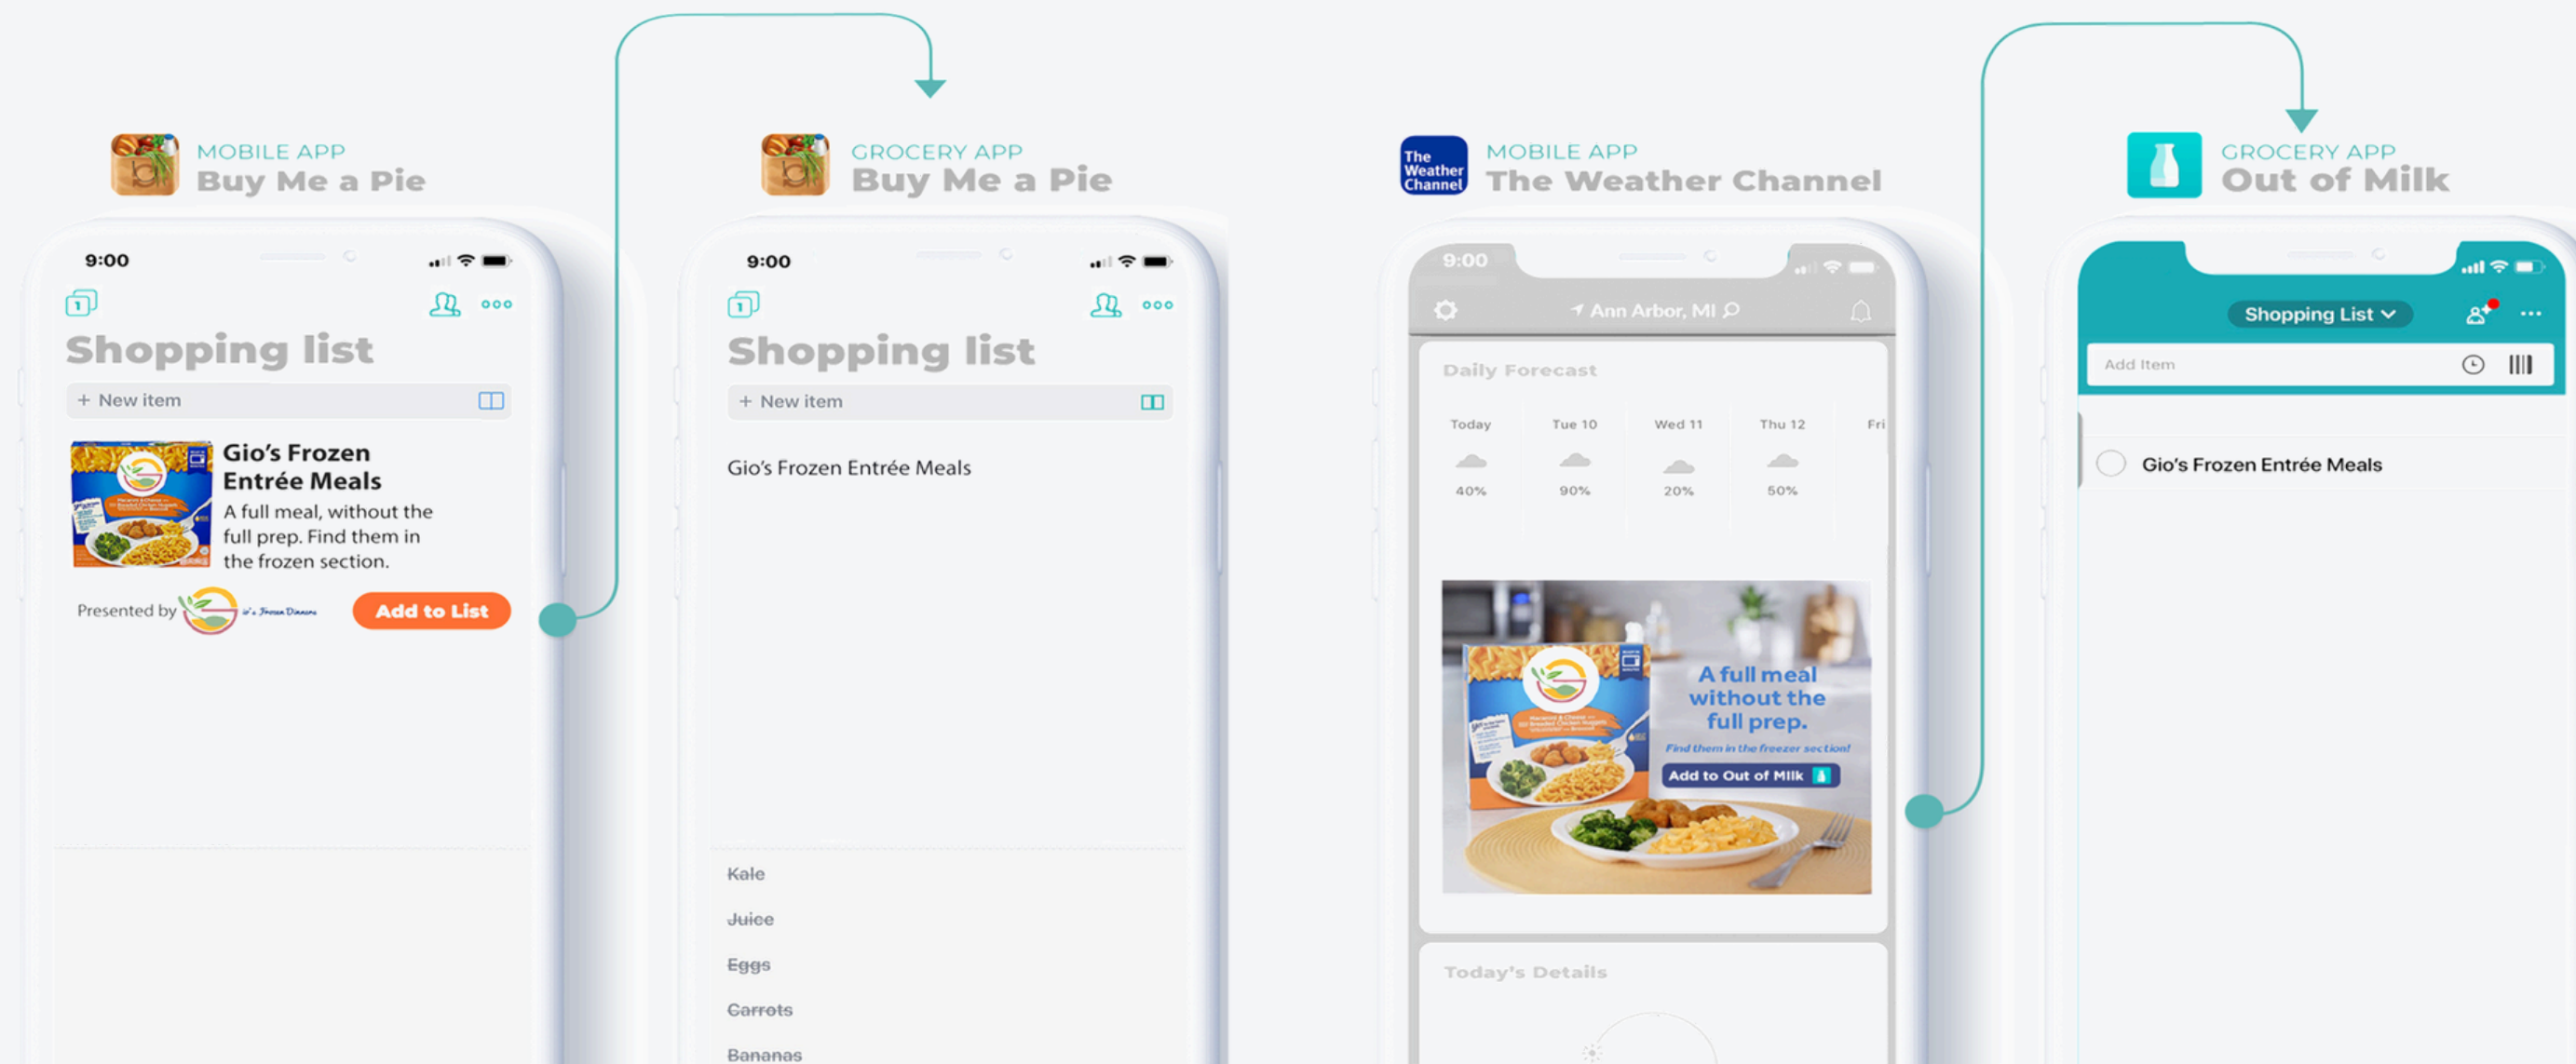 MOBILE APP
Buy Me a Pie
9:00
1
Shopping list
+ New item
Gio's Frozen
Entrée Meals
A full meal, without the
full prep. Find them in
the frozen section.
Presented by
io's Frozen Dinners
Add to List
GROCERY APP
Buy Me a Pie
9:00
1
Shopping list
+ New item
Gio's Frozen Entrée Meals
Kale
Juice
Eggs
Carrots
Bananas
The
Weather
Channel
MOBILE APP
The Weather Channel
9:00
Ann Arbor, MI
Daily Forecast
Today Tue 10 Wed 11 Thu 12 Fri
40% 90% 20% 50%
A full meal
without the
full prep.
Find them in the freezer section!
Add to Out of Milk
Today's Details
GROCERY APP
Out of Milk
Shopping List
Add Item
Gio's Frozen Entrée Meals